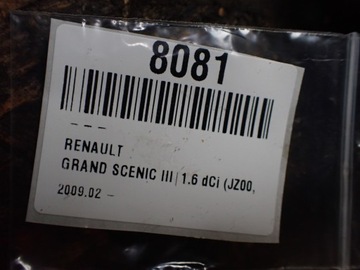 8081
- - -
RENAULT
GRAND SCENIC III 1.6 dCi (JZ00,
2009.02 -